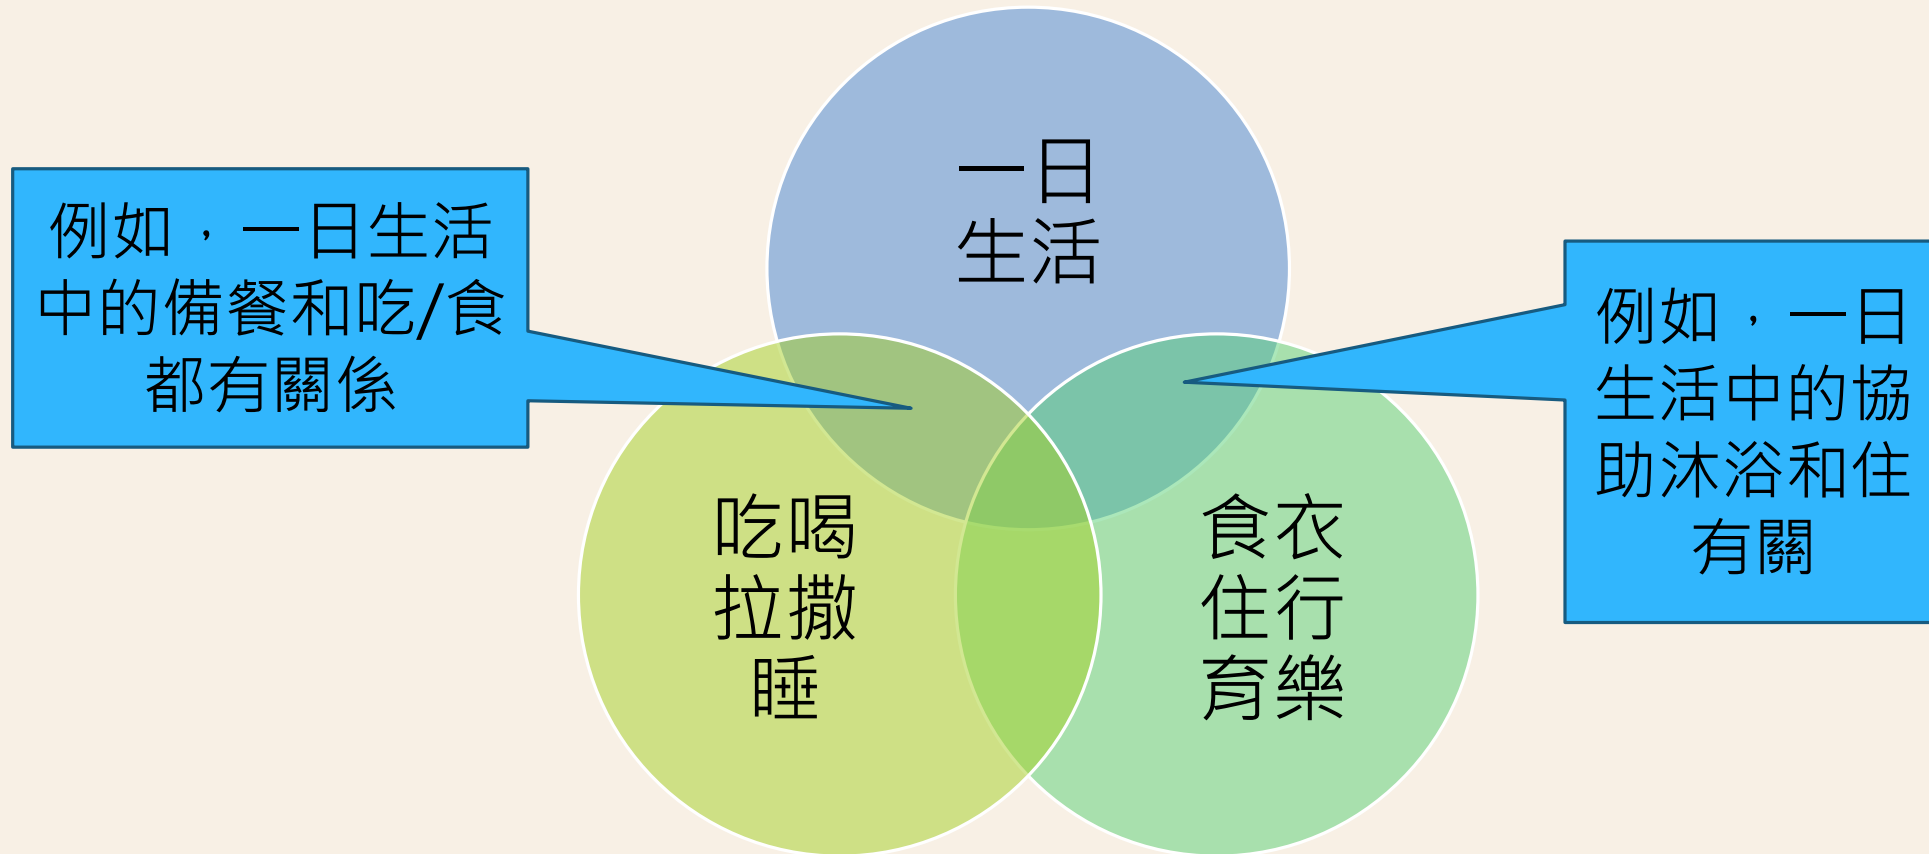 一日
生活
例如，一日生活
中的備餐和吃/食
都有關係
例如，一日
生活中的協
助沐浴和住
有關
吃喝
拉撒
睡
食衣
住行
育樂